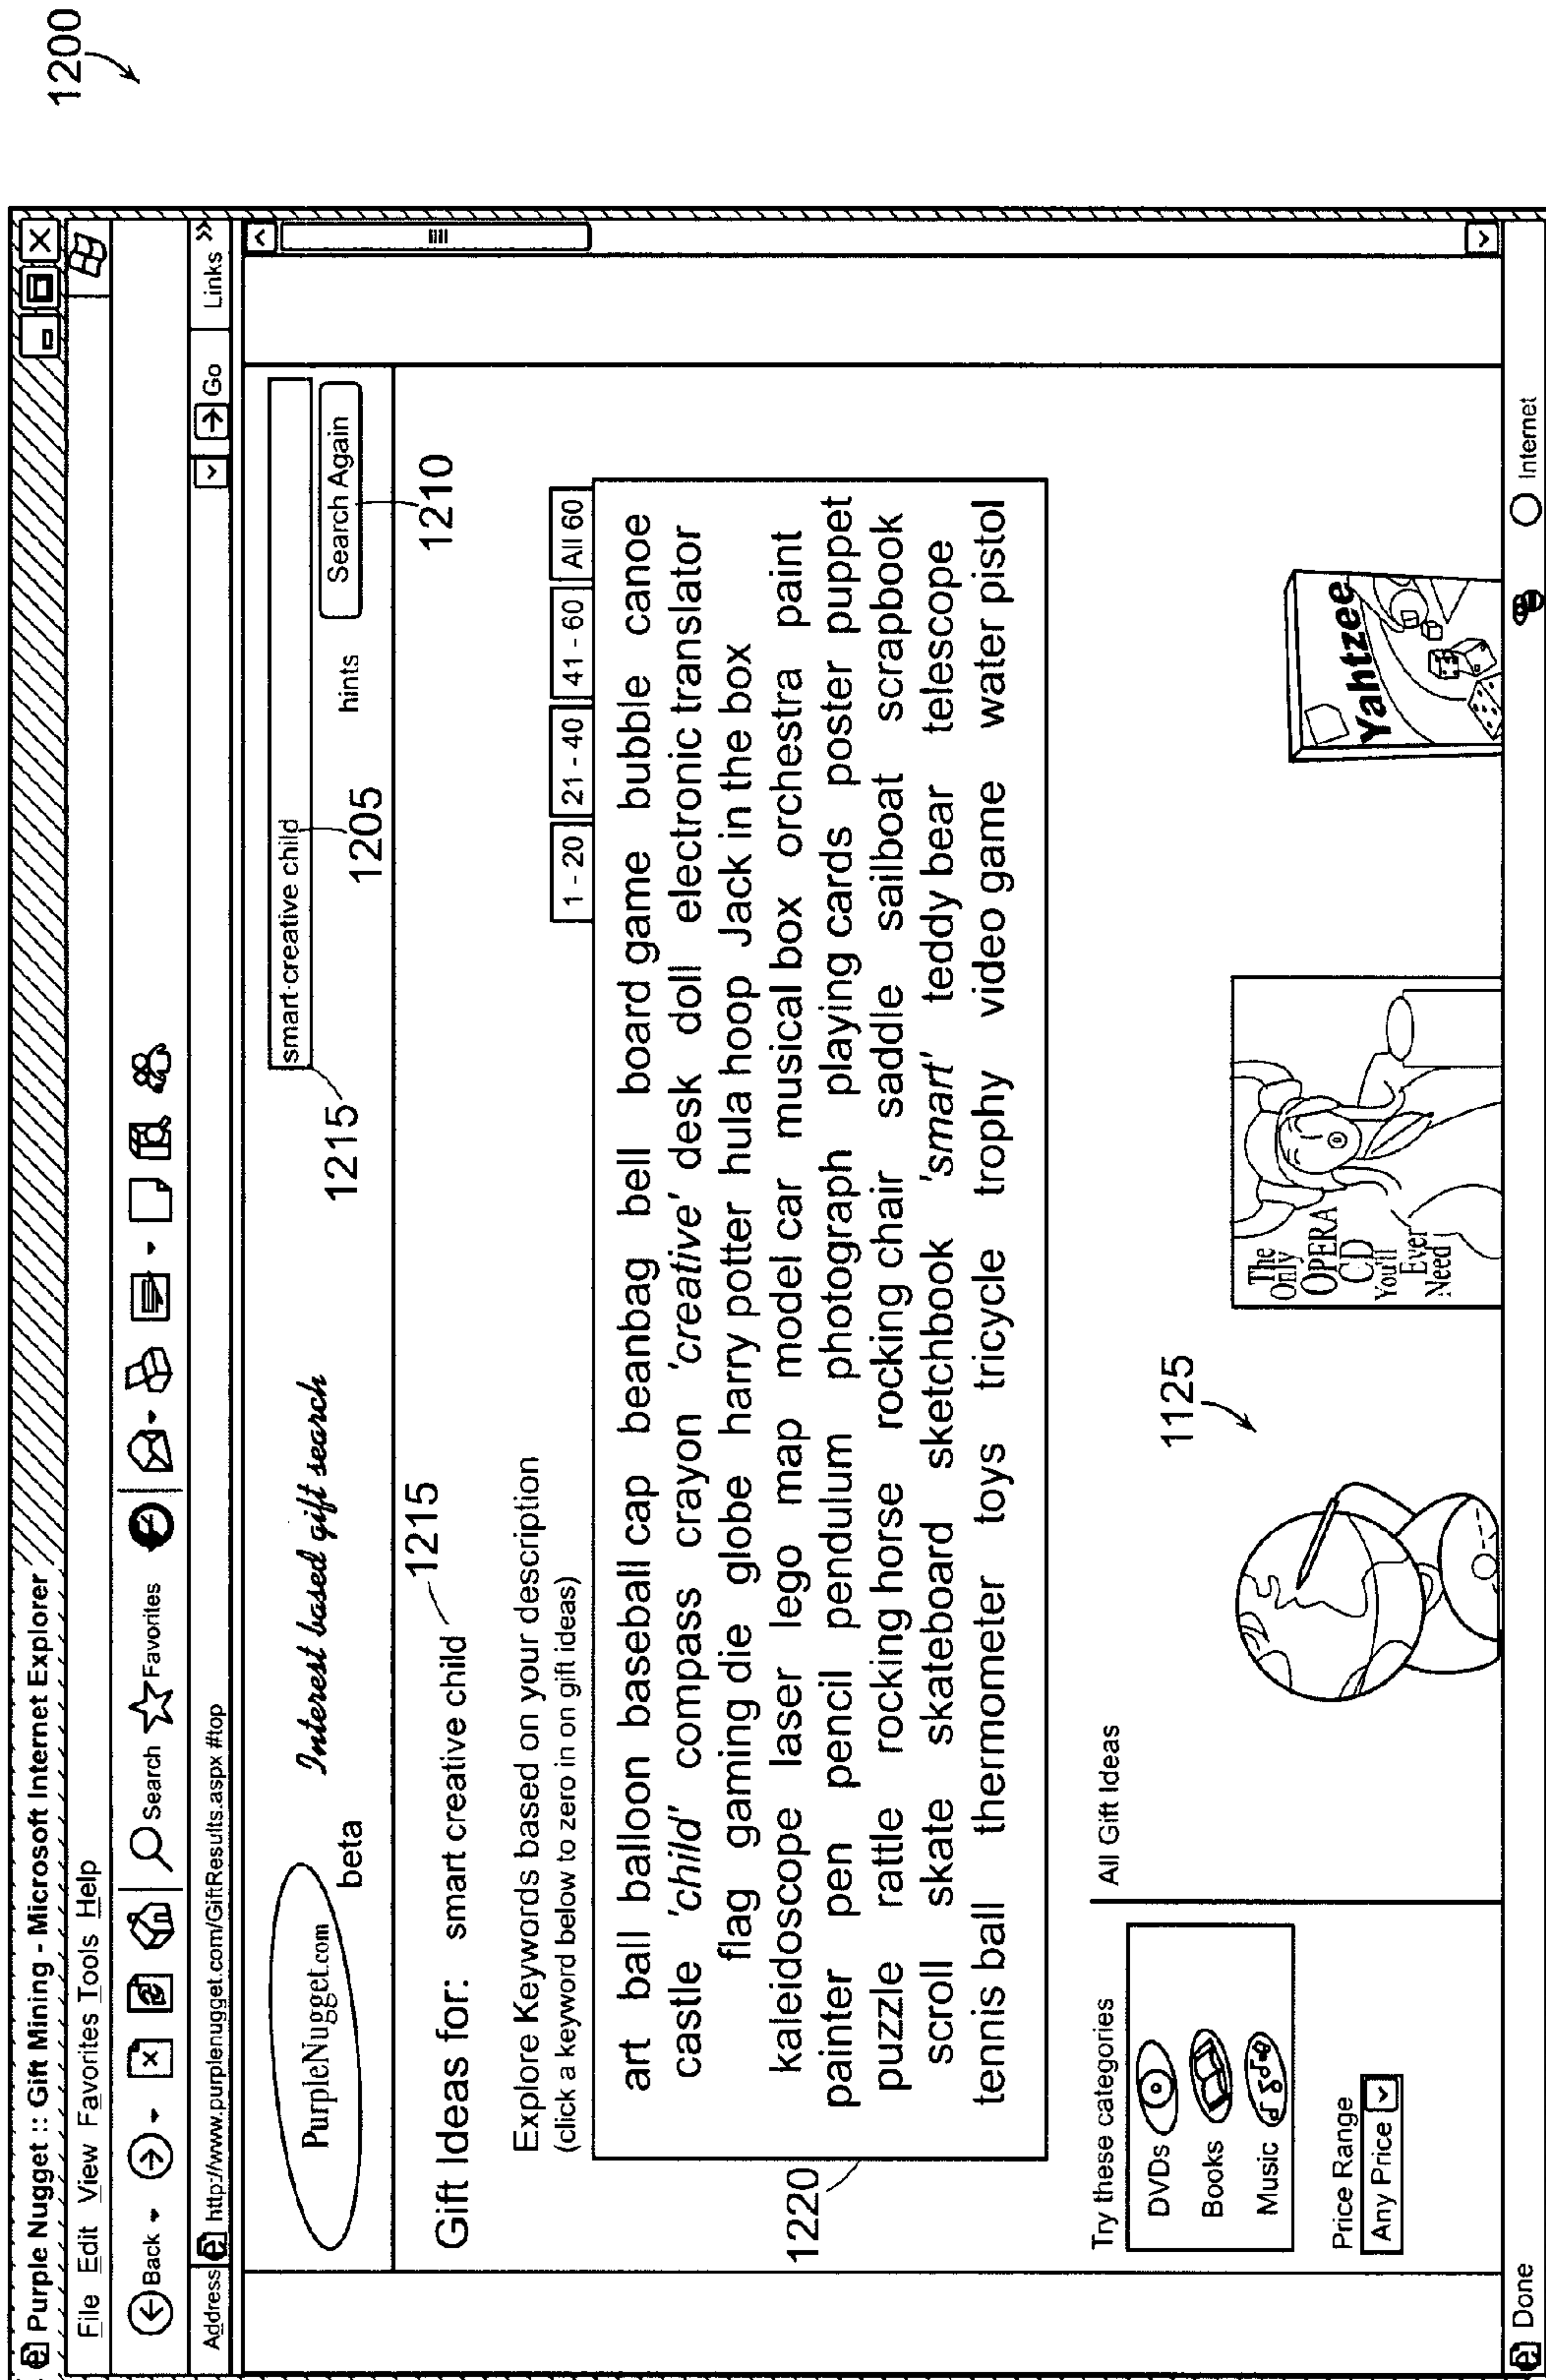 1200
Purple Nugget :: Gift Mining - Microsoft Internet Explorer
File Edit View Favorites Tools Help
Back Search Favorites
Address http://www.purplenugget.com/GiftResults.aspx #top Go Links »
PurpleNugget.com beta Interest based gift search
smart·creative child
1215 1205 hints Search Again
1210
Gift Ideas for: smart creative child 1215
Explore Keywords based on your description
(click a keyword below to zero in on gift ideas)
1 - 20 21 - 40 41 - 60 All 60
art ball balloon baseball cap beanbag bell board game bubble canoe
castle 'child' compass crayon 'creative' desk doll electronic translator
flag gaming die globe harry potter hula hoop Jack in the box
kaleidoscope laser lego map model car musical box orchestra paint
painter pen pencil pendulum photograph playing cards poster puppet
puzzle rattle rocking horse rocking chair saddle sailboat scrapbook
scroll skate skateboard sketchbook 'smart' teddy bear telescope
tennis ball thermometer toys tricycle trophy video game water pistol
1220
Try these categories
DVDs
Books
Music
Price Range
Any Price
All Gift Ideas
1125
The
Only
OPERA
CD
You'll
Ever
Need
Yahtzee
Done Internet